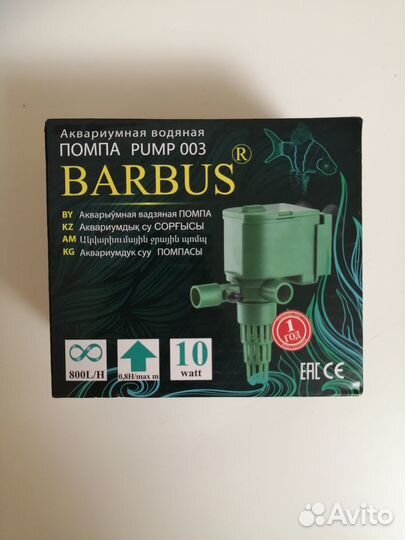 Аквариумная водяная
ПОМПА PUMP 003
BARBUS®
BY Акварыўмная вадзяная ПОМПА
KZ Аквариумдық су СОРҒЫСЫ
AM Ակվարիումային ջրային պոմպ
KG Аквариумдук суу ПОМПАСЫ
1
ГОД
800L/H
0,8H/max m
10
watt
EAC CE
Avito